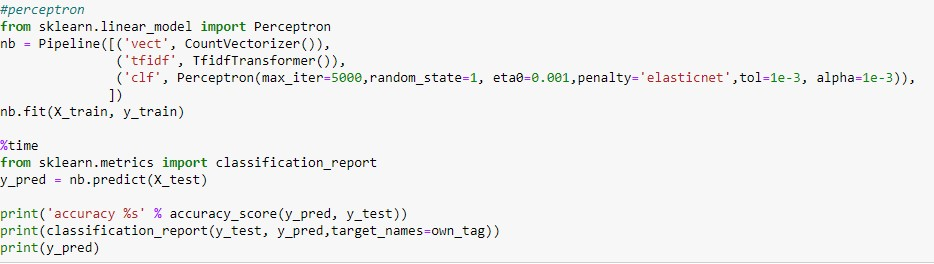 #perceptron
from sklearn.linear_model import Perceptron
nb = Pipeline([('vect', CountVectorizer()),
               ('tfidf', TfidfTransformer()),
               ('clf', Perceptron(max_iter=5000,random_state=1, eta0=0.001,penalty='elasticnet',tol=1e-3, alpha=1e-3)),
              ])
nb.fit(X_train, y_train)

%time
from sklearn.metrics import classification_report
y_pred = nb.predict(X_test)

print('accuracy %s' % accuracy_score(y_pred, y_test))
print(classification_report(y_test, y_pred,target_names=own_tag))
print(y_pred)